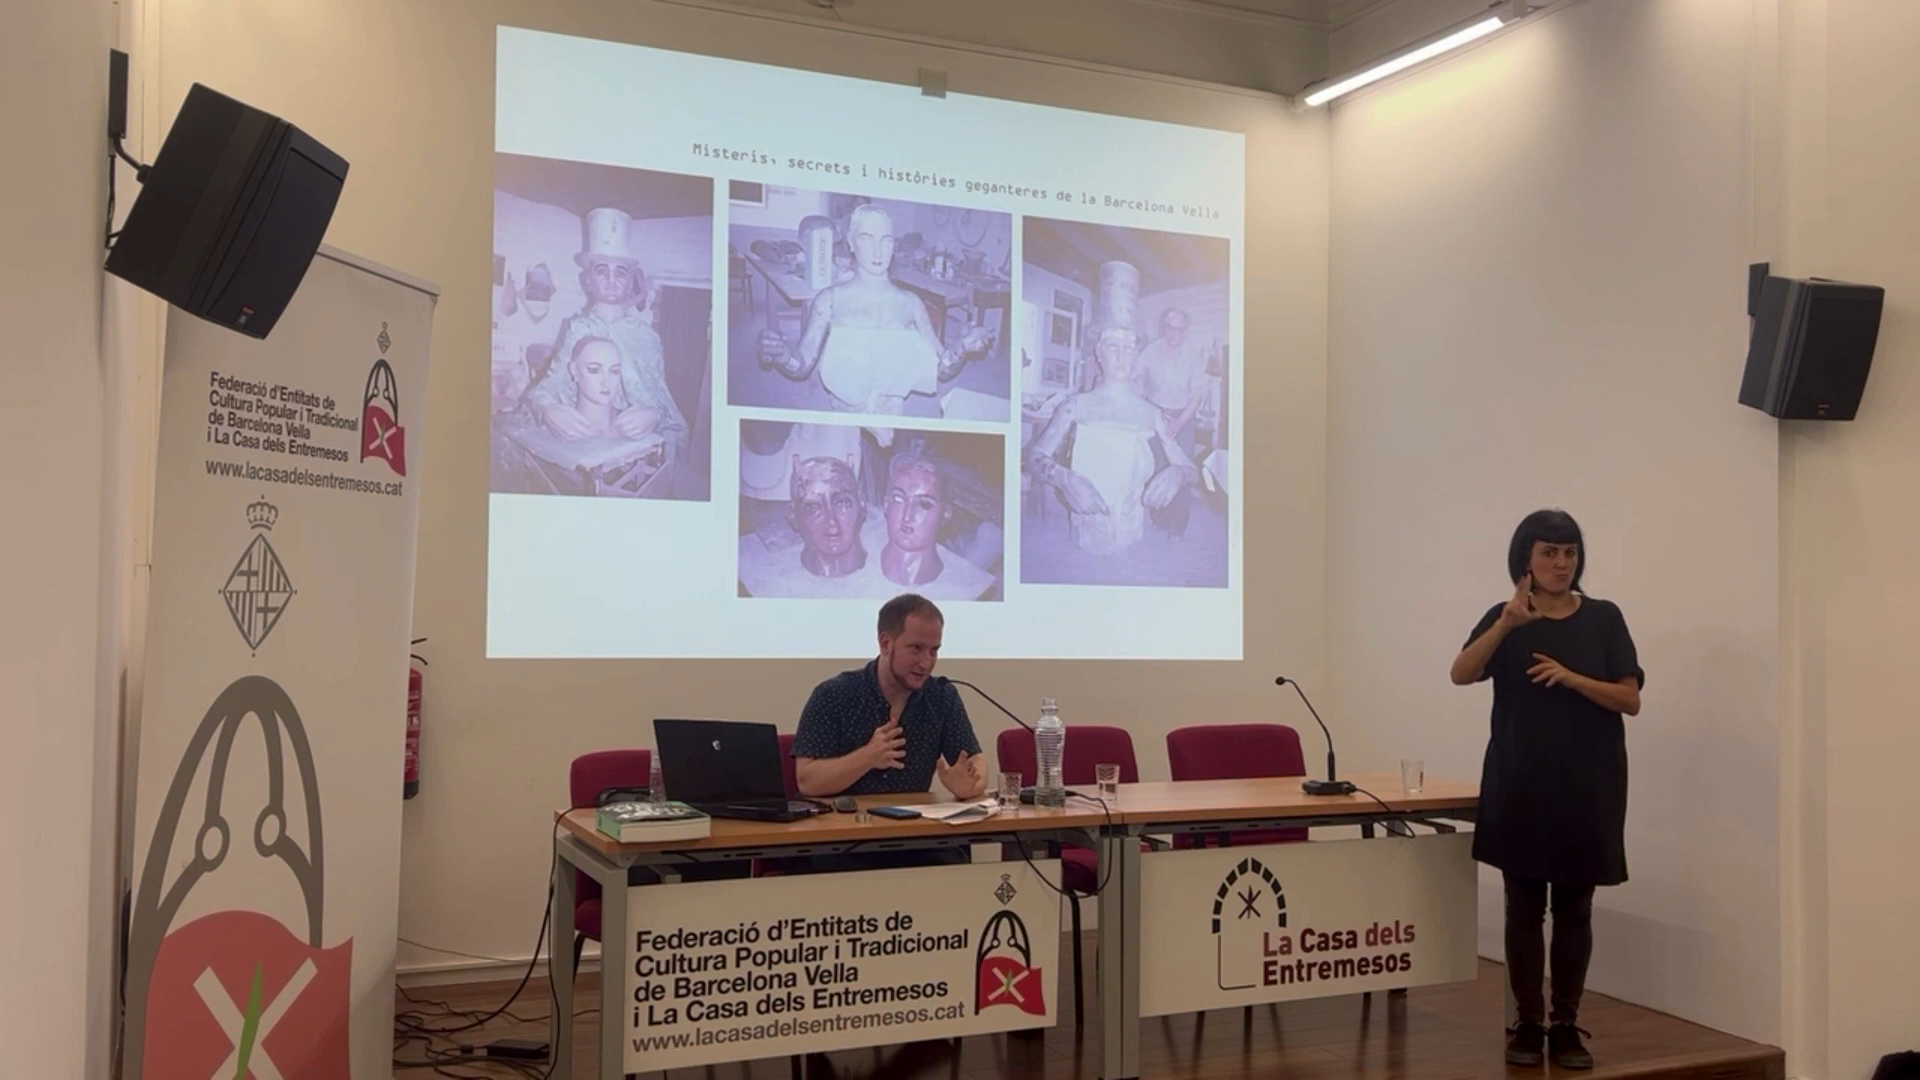 Misteris, secrets i històries geganteres de la Barcelona Vella
Federació d'Entitats de
Cultura Popular i Tradicional
de Barcelona Vella
i La Casa dels Entremesos
www.lacasadelsentremesos.cat
Federació d'Entitats de
Cultura Popular i Tradicional
de Barcelona Vella
i La Casa dels Entremesos
www.lacasadelsentremesos.cat
La Casa dels
Entremesos